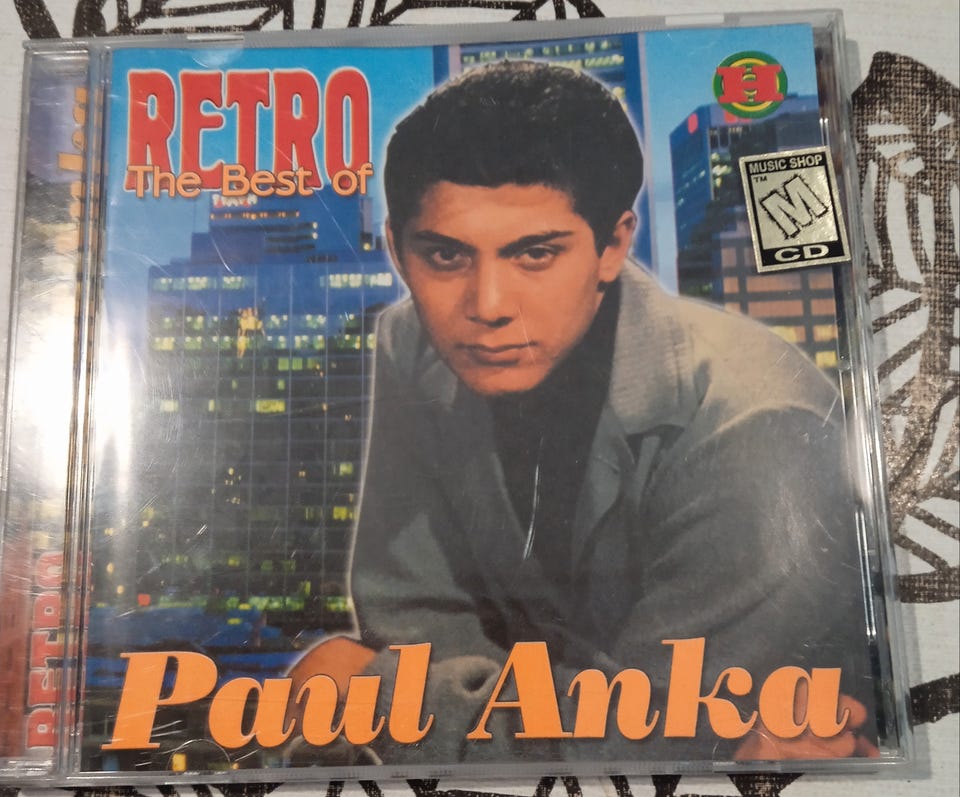 RETRO
The Best of
H
MUSIC SHOP
TM
M
CD
Paul Anka
RETRO